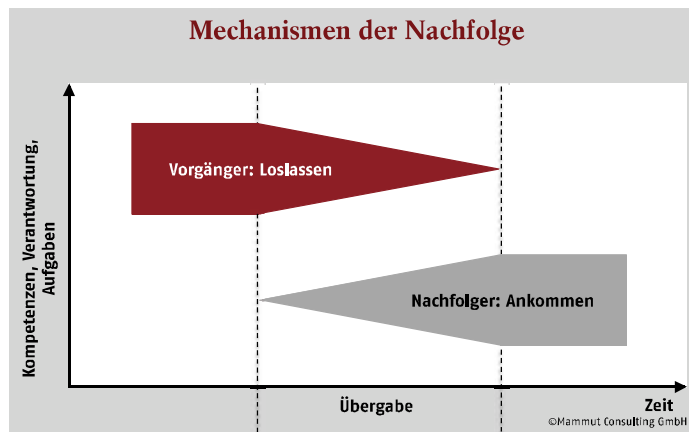 Mechanismen der Nachfolge
Kompetenzen, Verantwortung,
Aufgaben
Vorgänger: Loslassen
Nachfolger: Ankommen
Übergabe
Zeit
©Mammut Consulting GmbH